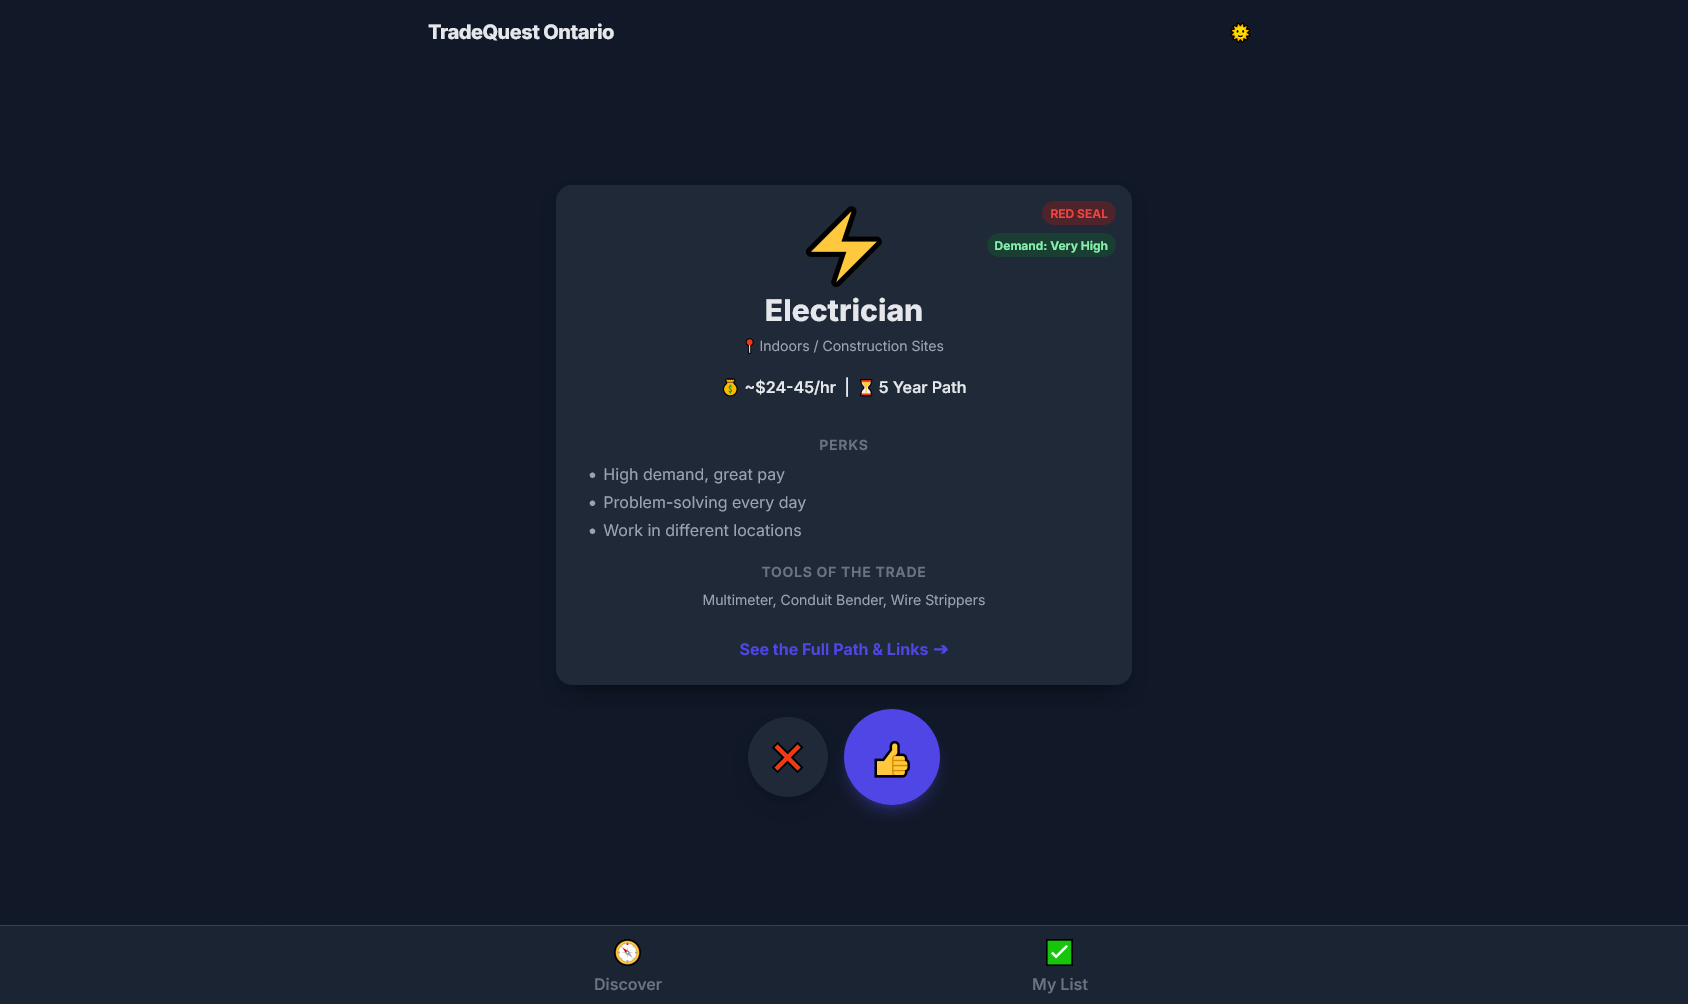 TradeQuest Ontario
RED SEAL
Demand: Very High
Electrician
Indoors / Construction Sites
~$24-45/hr | 5 Year Path
PERKS
• High demand, great pay
• Problem-solving every day
• Work in different locations
TOOLS OF THE TRADE
Multimeter, Conduit Bender, Wire Strippers
See the Full Path & Links ➔
Discover
My List